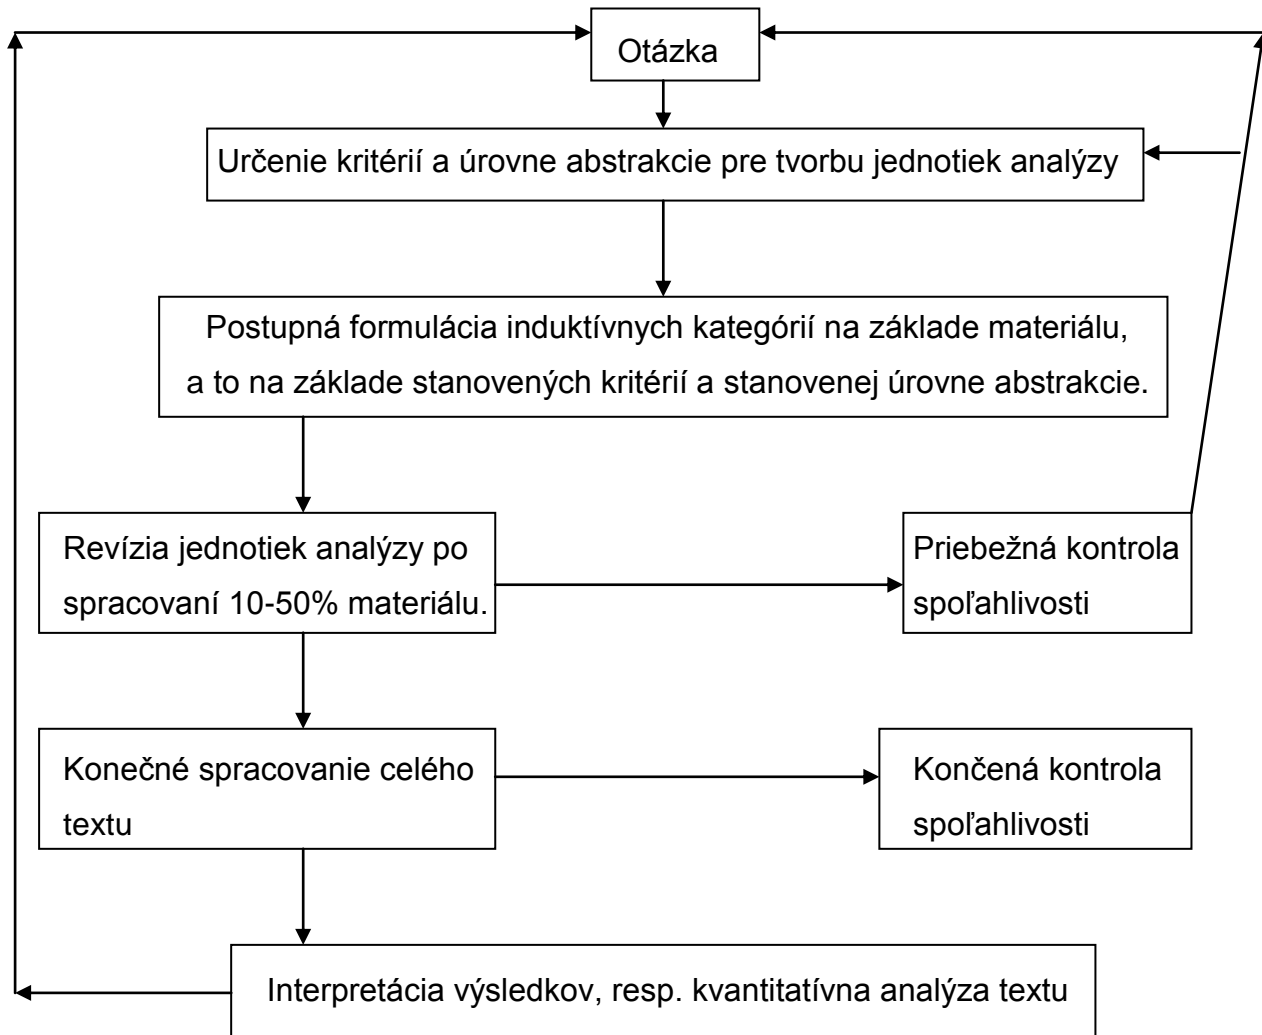 Otázka
Určenie kritérií a úrovne abstrakcie pre tvorbu jednotiek analýzy
Postupná formulácia induktívnych kategórií na základe materiálu,
a to na základe stanovených kritérií a stanovenej úrovne abstrakcie.
Revízia jednotiek analýzy po
spracovaní 10-50% materiálu.
Priebežná kontrola
spoľahlivosti
Konečné spracovanie celého
textu
Končená kontrola
spoľahlivosti
Interpretácia výsledkov, resp. kvantitatívna analýza textu